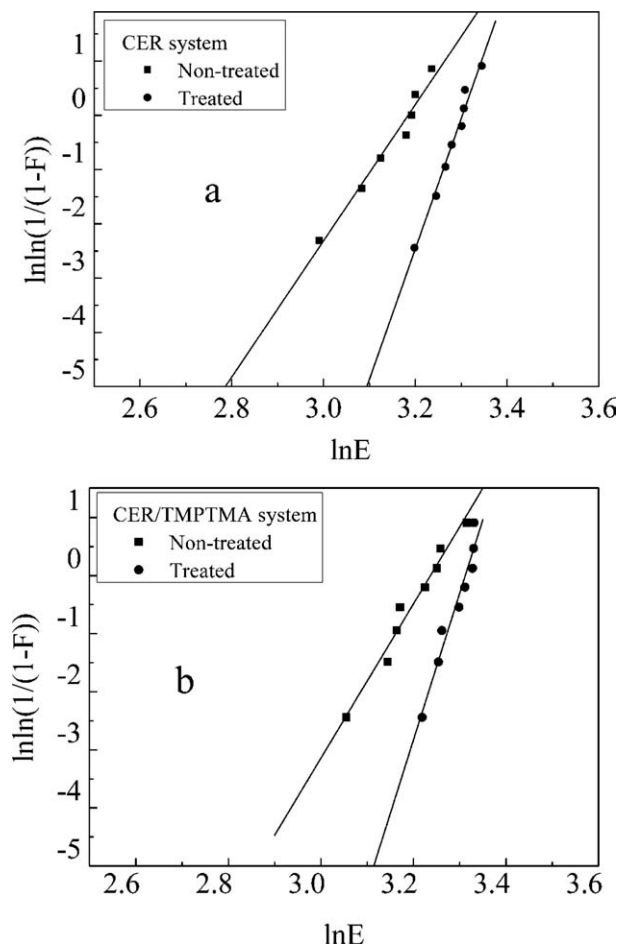 CER system
Non-treated
Treated
a
lnln(1/(1-F))
1
0
-1
-2
-3
-4
-5
2.6 2.8 3.0 3.2 3.4 3.6
lnE
CER/TMPTMA system
Non-treated
Treated
b
lnln(1/(1-F))
1
0
-1
-2
-3
-4
-5
2.6 2.8 3.0 3.2 3.4 3.6
lnE